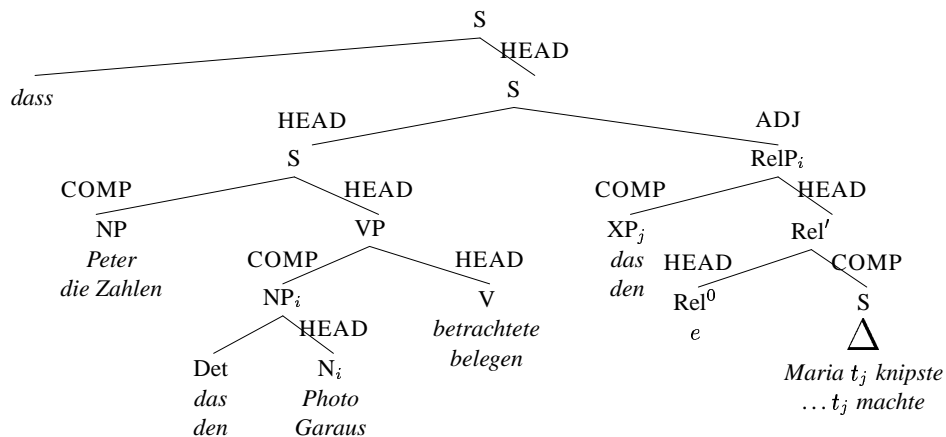 S
HEAD
dass
S
HEAD ADJ
S RelP_i
COMP HEAD COMP HEAD
NP VP XP_j Rel′
Peter COMP HEAD das HEAD COMP
die Zahlen NP_i V den Rel⁰ S
HEAD betrachtete e
Det N_i belegen Maria t_j knipste
das Photo … t_j machte
den Garaus